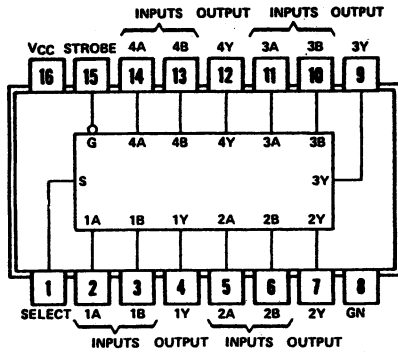 INPUTS OUTPUT INPUTS OUTPUT
VCC STROBE 4A 4B 4Y 3A 3B 3Y
16 15 14 13 12 11 10 9
G 4A 4B 4Y 3A 3B
S 3Y
1A 1B 1Y 2A 2B 2Y
1 2 3 4 5 6 7 8
SELECT 1A 1B 1Y 2A 2B 2Y GN
INPUTS OUTPUT INPUTS OUTPUT